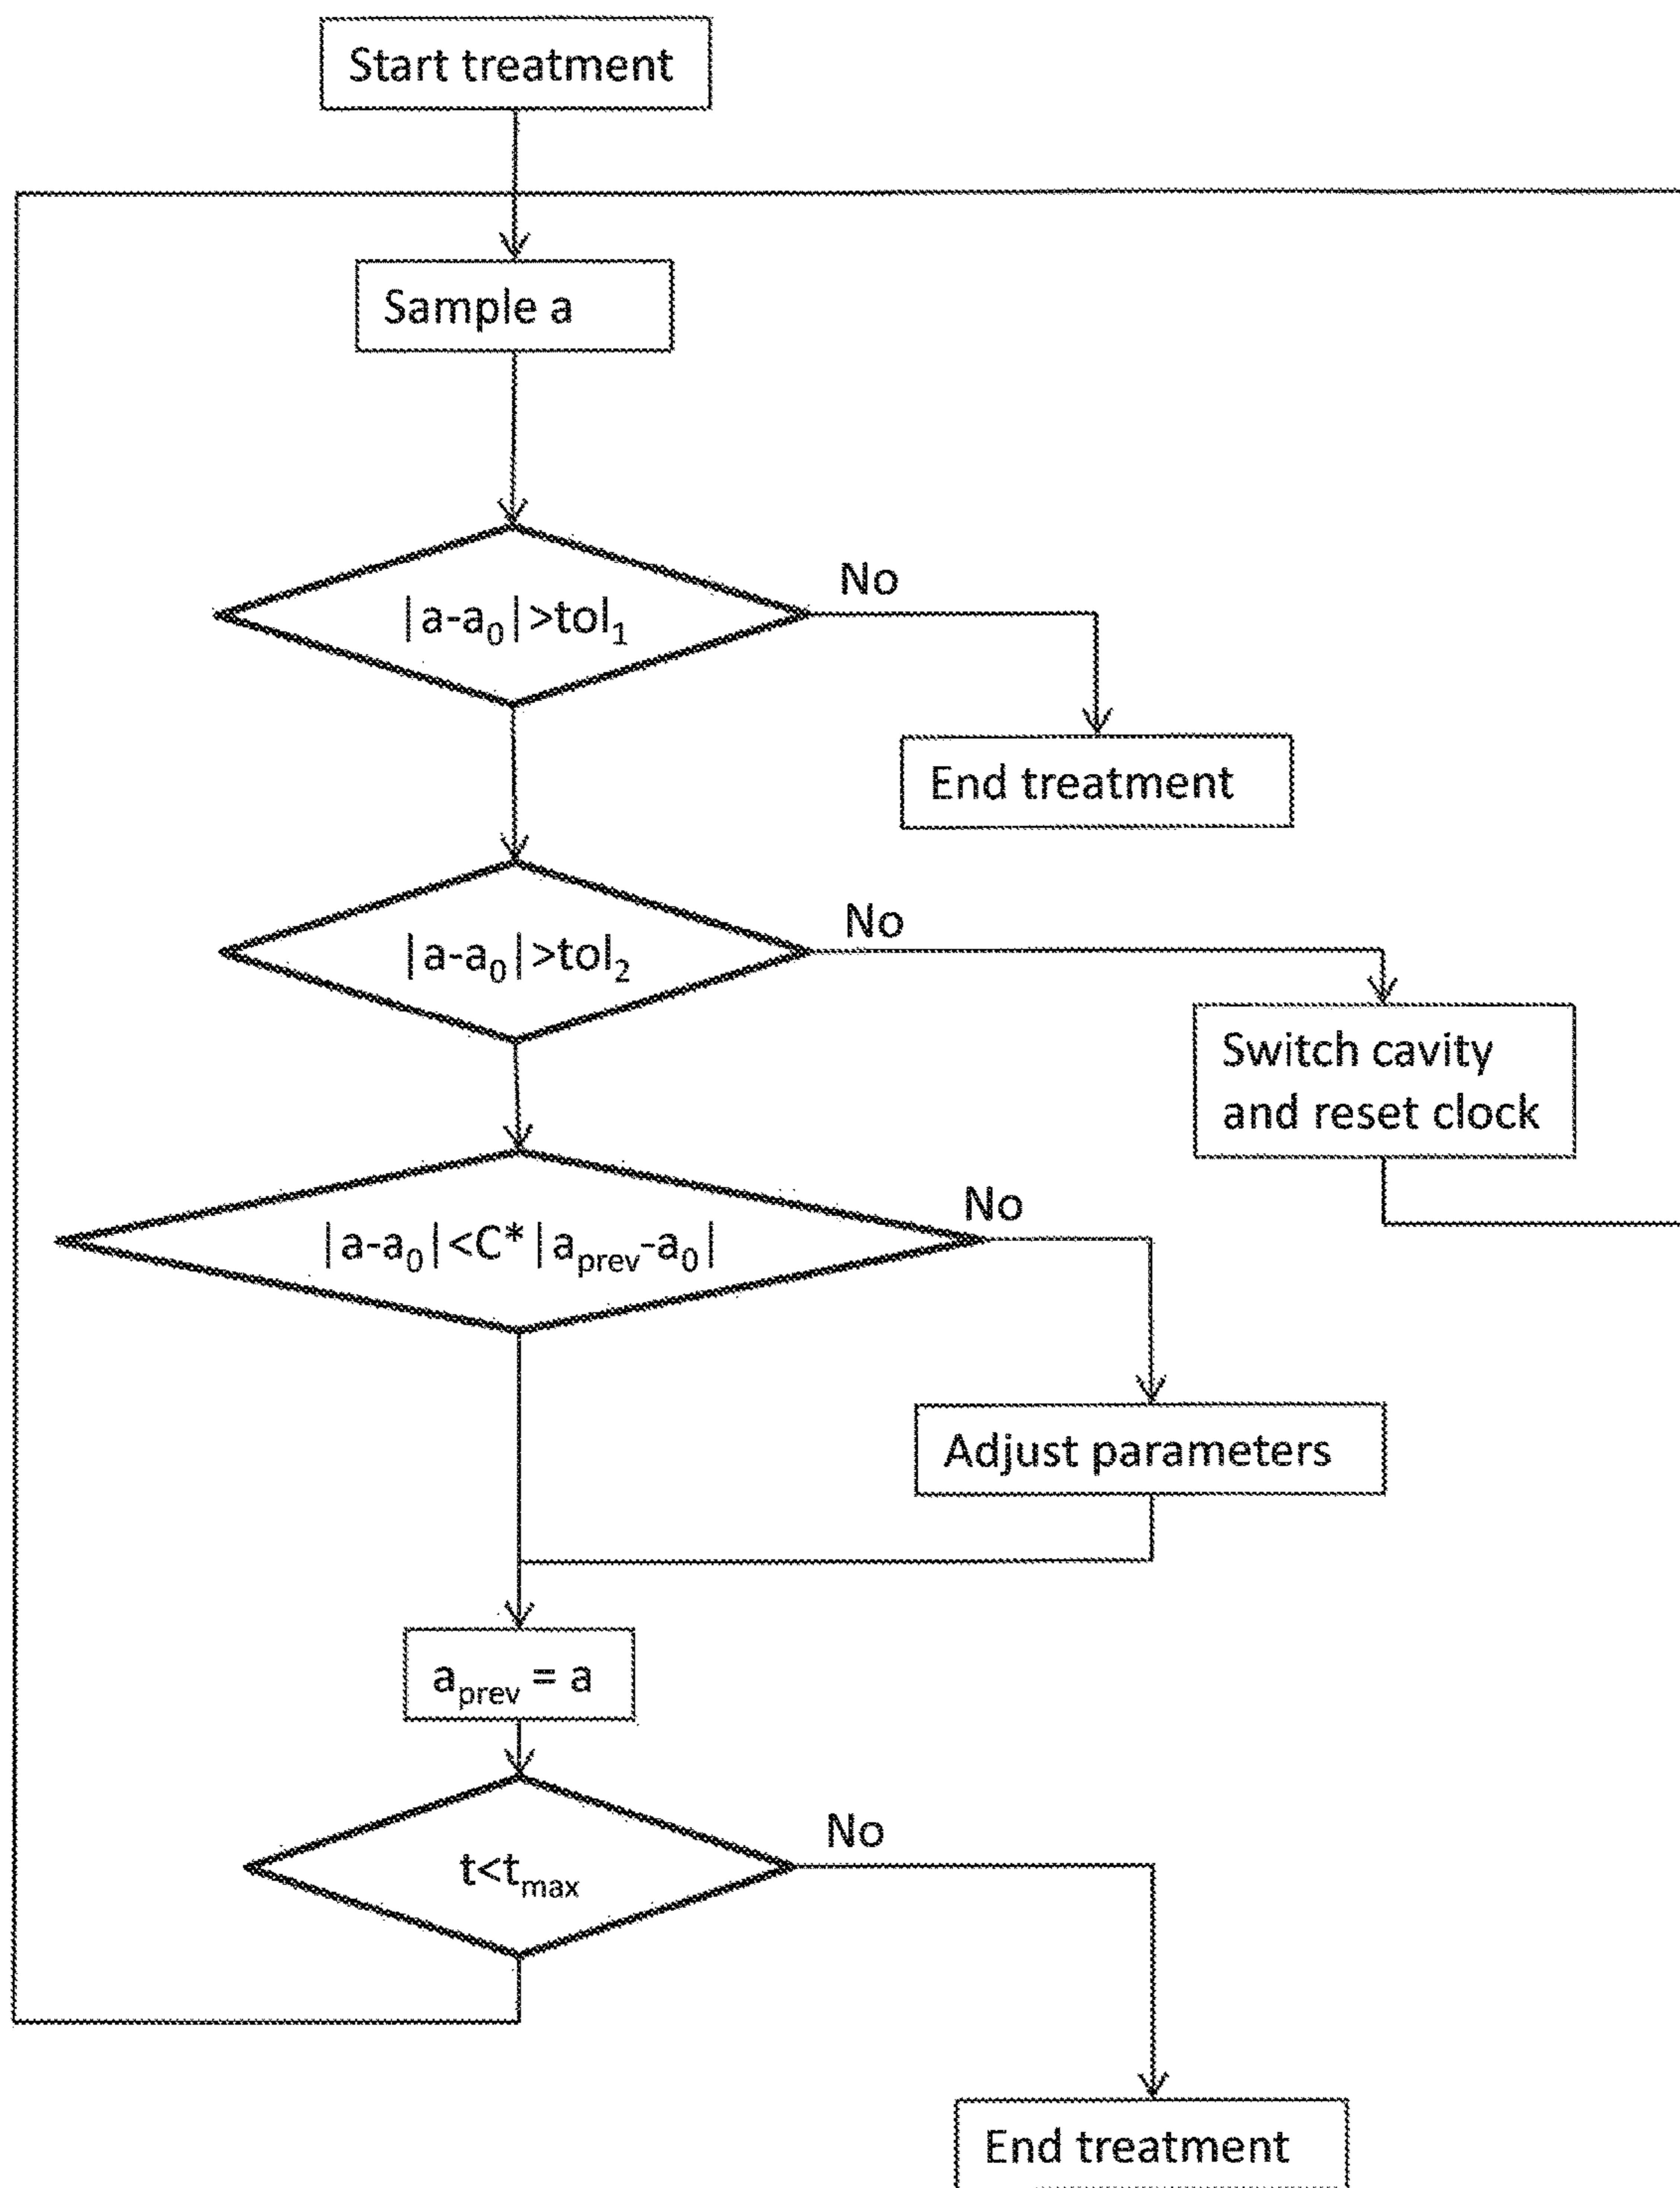 Start treatment
Sample a
|a-a₀|>tol₁
No
End treatment
|a-a₀|>tol₂
No
Switch cavity
and reset clock
|a-a₀|<C*|aₚᵣₑᵥ-a₀|
No
Adjust parameters
aₚᵣₑᵥ = a
t<tₘₐₓ
No
End treatment